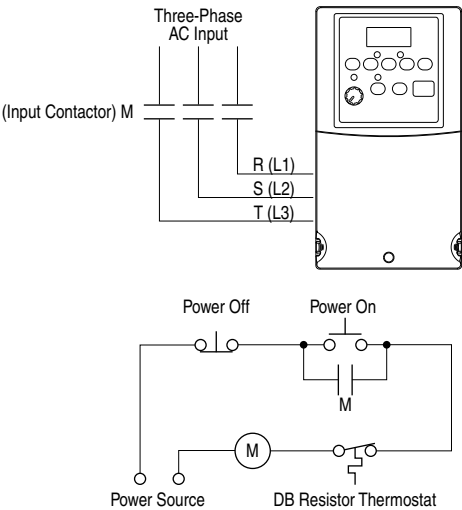 Three-Phase
AC Input
(Input Contactor) M
R (L1)
S (L2)
T (L3)
Power Off
Power On
M
M
Power Source
DB Resistor Thermostat